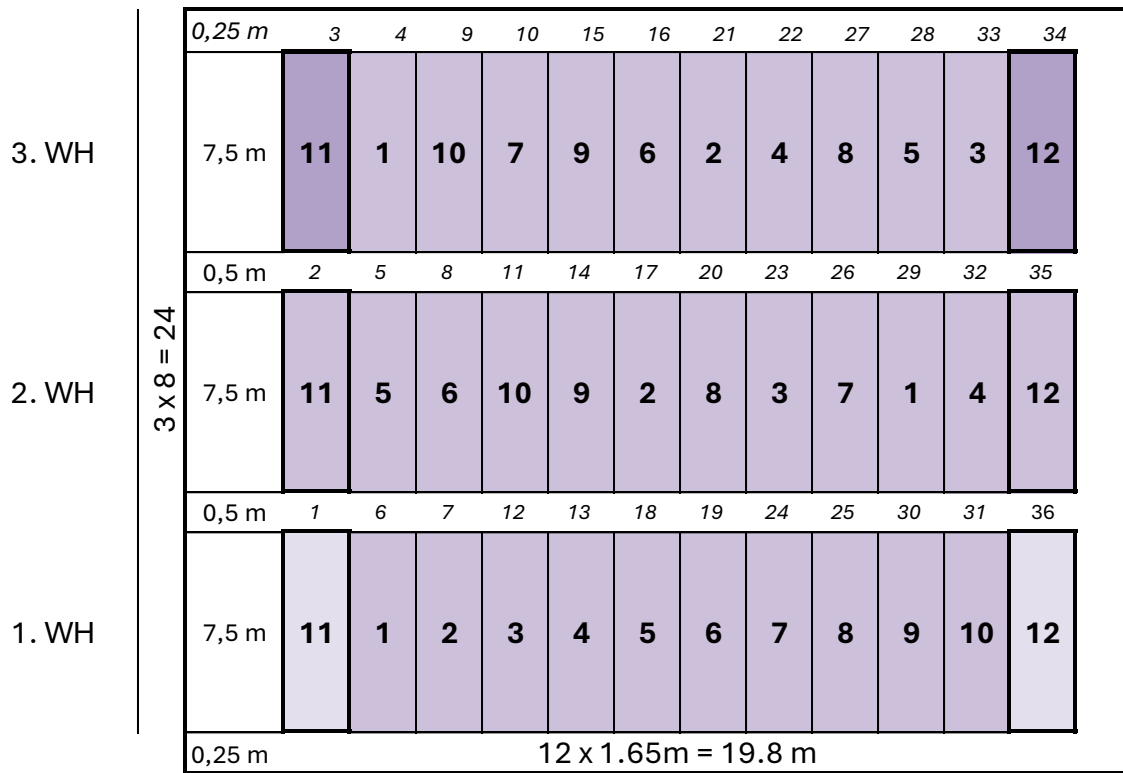 0,25 m 3 4 9 10 15 16 21 22 27 28 33 34
3. WH 7,5 m 11 1 10 7 9 6 2 4 8 5 3 12
0,5 m 2 5 8 11 14 17 20 23 26 29 32 35
3 x 8 = 24
2. WH 7,5 m 11 5 6 10 9 2 8 3 7 1 4 12
0,5 m 1 6 7 12 13 18 19 24 25 30 31 36
1. WH 7,5 m 11 1 2 3 4 5 6 7 8 9 10 12
0,25 m 12 x 1.65m = 19.8 m